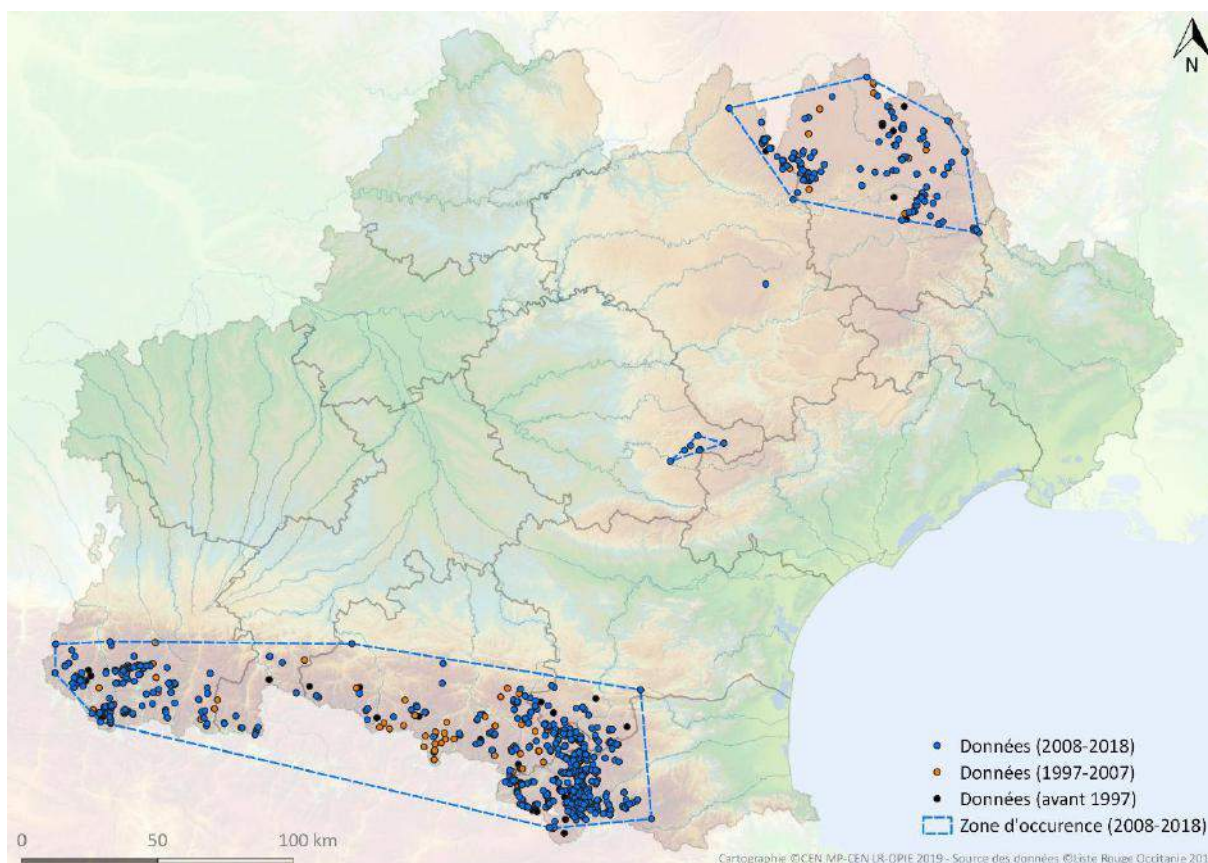 N
Données (2008-2018)
Données (1997-2007)
Données (avant 1997)
Zone d'occurence (2008-2018)
0 50 100 km
Cartographie ©CEN MP-CEN LR-OPIE 2019 - Source des données ©Liste Rouge Occitanie 201